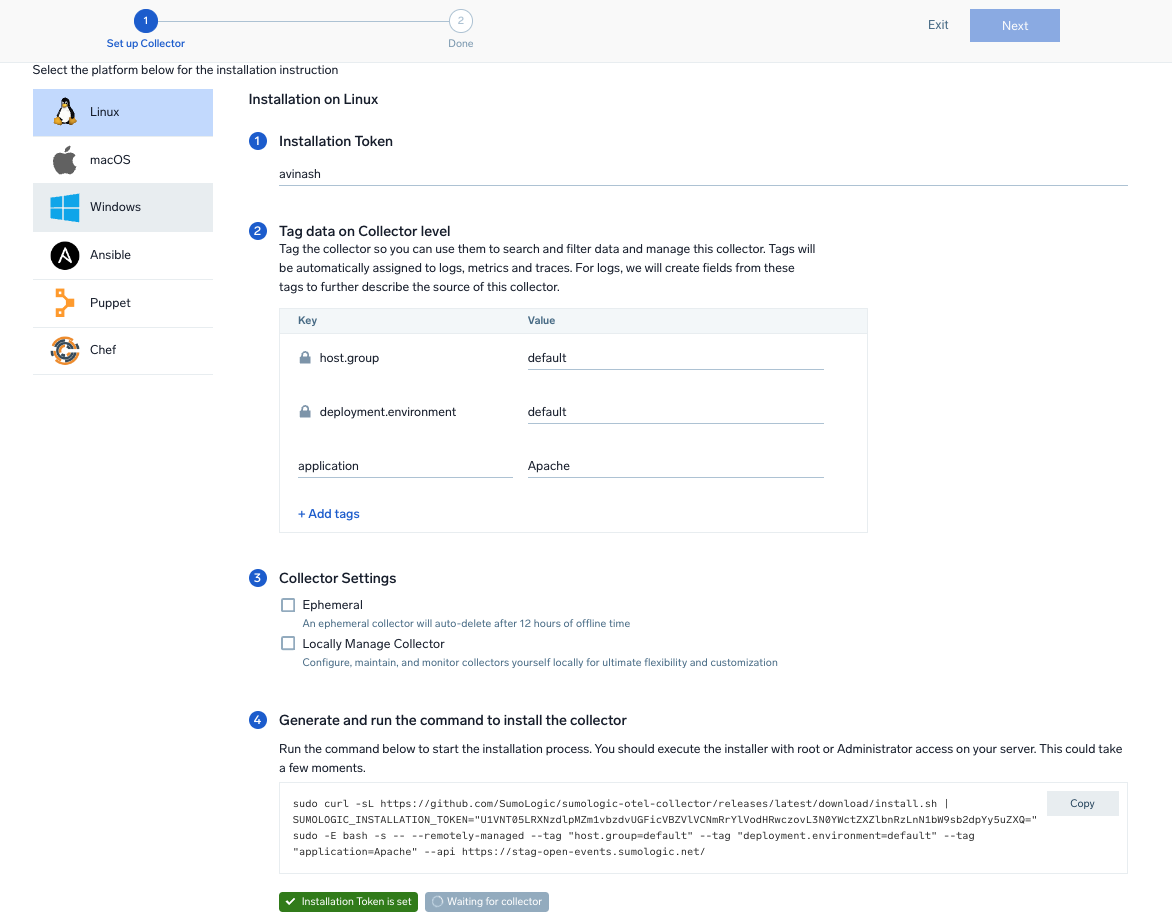 1
2
Set up Collector
Done
Exit
Next
Select the platform below for the installation instruction
Linux
macOS
Windows
Ansible
Puppet
Chef
Installation on Linux
1 Installation Token
avinash
2 Tag data on Collector level
Tag the collector so you can use them to search and filter data and manage this collector. Tags will
be automatically assigned to logs, metrics and traces. For logs, we will create fields from these
tags to further describe the source of this collector.
Key Value
host.group default
deployment.environment default
application Apache
+ Add tags
3 Collector Settings
Ephemeral
An ephemeral collector will auto-delete after 12 hours of offline time
Locally Manage Collector
Configure, maintain, and monitor collectors yourself locally for ultimate flexibility and customization
4 Generate and run the command to install the collector
Run the command below to start the installation process. You should execute the installer with root or Administrator access on your server. This could take
a few moments.
sudo curl -sL https://github.com/SumoLogic/sumologic-otel-collector/releases/latest/download/install.sh |
SUMOLOGIC_INSTALLATION_TOKEN="U1VNT05LRXNzdlpMZm1vbzdvUGFicVBZVlVCNmRrYlVodHRwczovL3N0YWctZXZlbnRzLnN1bW9sb2dpYy5uZXQ="
sudo -E bash -s -- --remotely-managed --tag "host.group=default" --tag "deployment.environment=default" --tag
"application=Apache" --api https://stag-open-events.sumologic.net/
Copy
Installation Token is set
Waiting for collector